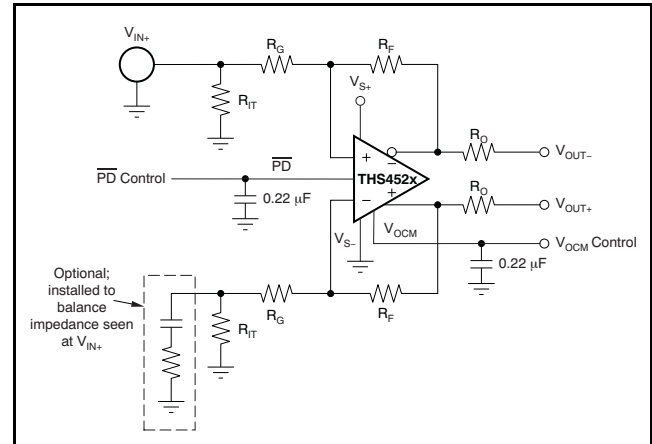 V_IN+
R_G
R_F
V_S+
R_IT
R_O
V_OUT−
PD
+
−
PD Control
THS452x
0.22 µF
−
+
R_O
V_OUT+
V_S−
V_OCM
V_OCM Control
0.22 µF
Optional;
installed to
balance
impedance seen
at V_IN+
R_G
R_F
R_IT